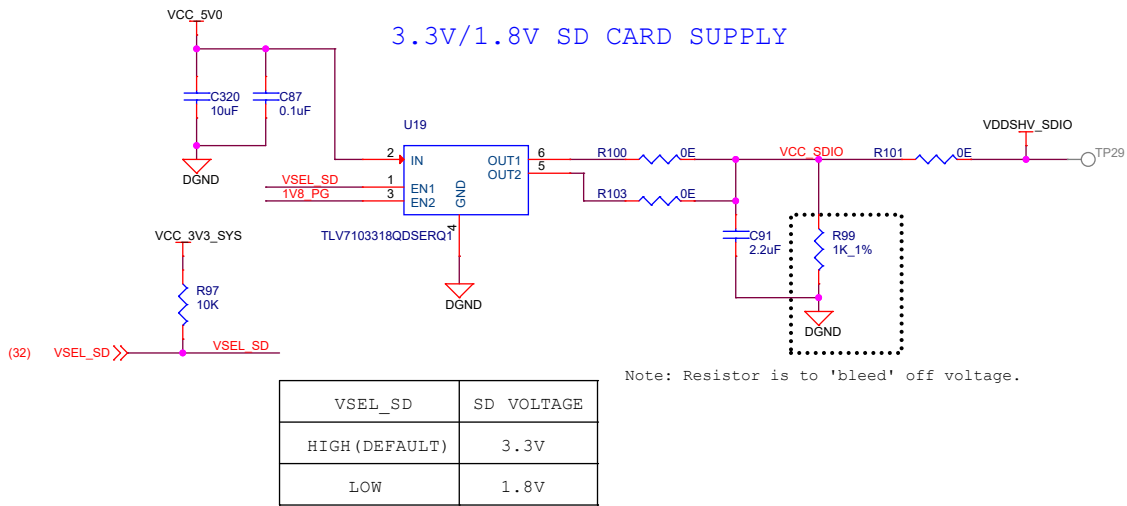 VCC_5V0
3.3V/1.8V SD CARD SUPPLY
C320
10uF
C87
0.1uF
DGND
U19
2
IN
VSEL_SD
1
EN1
1V8_PG
3
EN2
GND
4
OUT1
6
OUT2
5
TLV7103318QDSERQ1
DGND
R100
0E
R103
0E
VCC_SDIO
R101
0E
VDDSHV_SDIO
TP29
C91
2.2uF
R99
1K_1%
DGND
Note: Resistor is to 'bleed' off voltage.
VCC_3V3_SYS
R97
10K
(32)
VSEL_SD
VSEL_SD
VSEL_SD SD VOLTAGE
HIGH(DEFAULT) 3.3V
LOW 1.8V